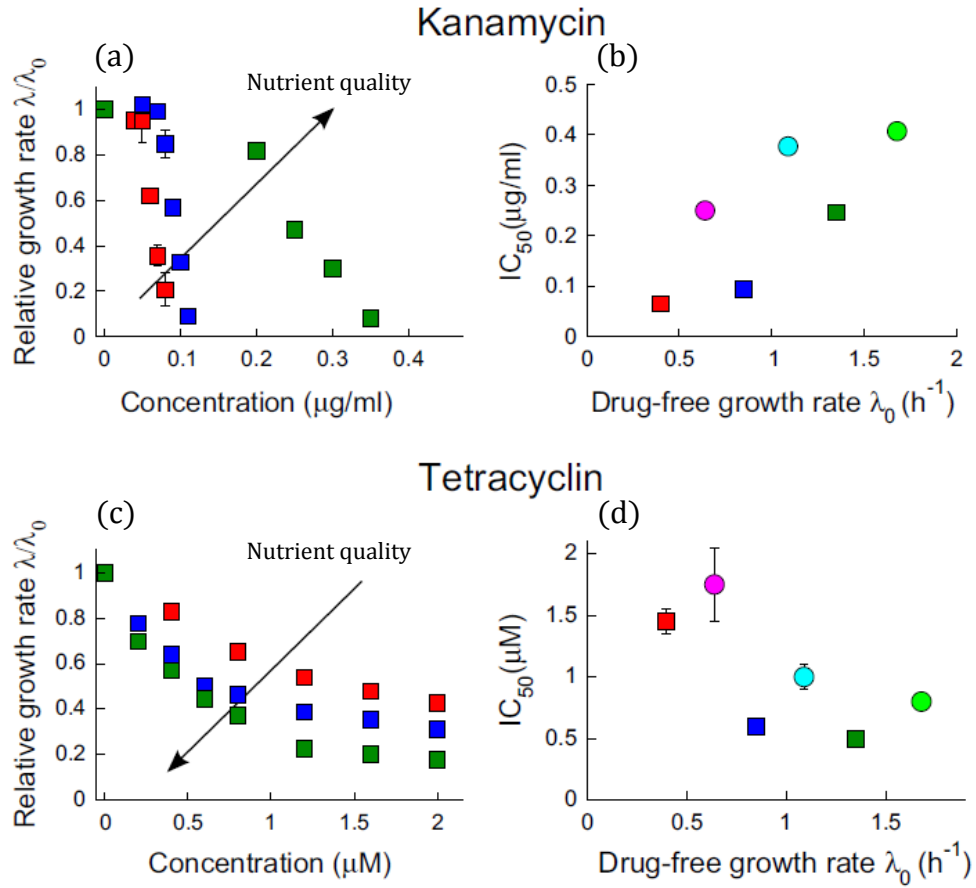 Kanamycin
(a)
Nutrient quality
Relative growth rate λ/λ0
1
0.8
0.6
0.4
0.2
0
0 0.1 0.2 0.3 0.4
Concentration (μg/ml)
(b)
IC50(μg/ml)
0.5
0.4
0.3
0.2
0.1
0
0 0.5 1 1.5 2
Drug-free growth rate λ0 (h-1)
Tetracyclin
(c)
Nutrient quality
Relative growth rate λ/λ0
1
0.8
0.6
0.4
0.2
0
0 0.4 0.8 1.2 1.6 2
Concentration (μM)
(d)
IC50(μM)
2
1.5
1
0.5
0
0 0.5 1 1.5
Drug-free growth rate λ0 (h-1)